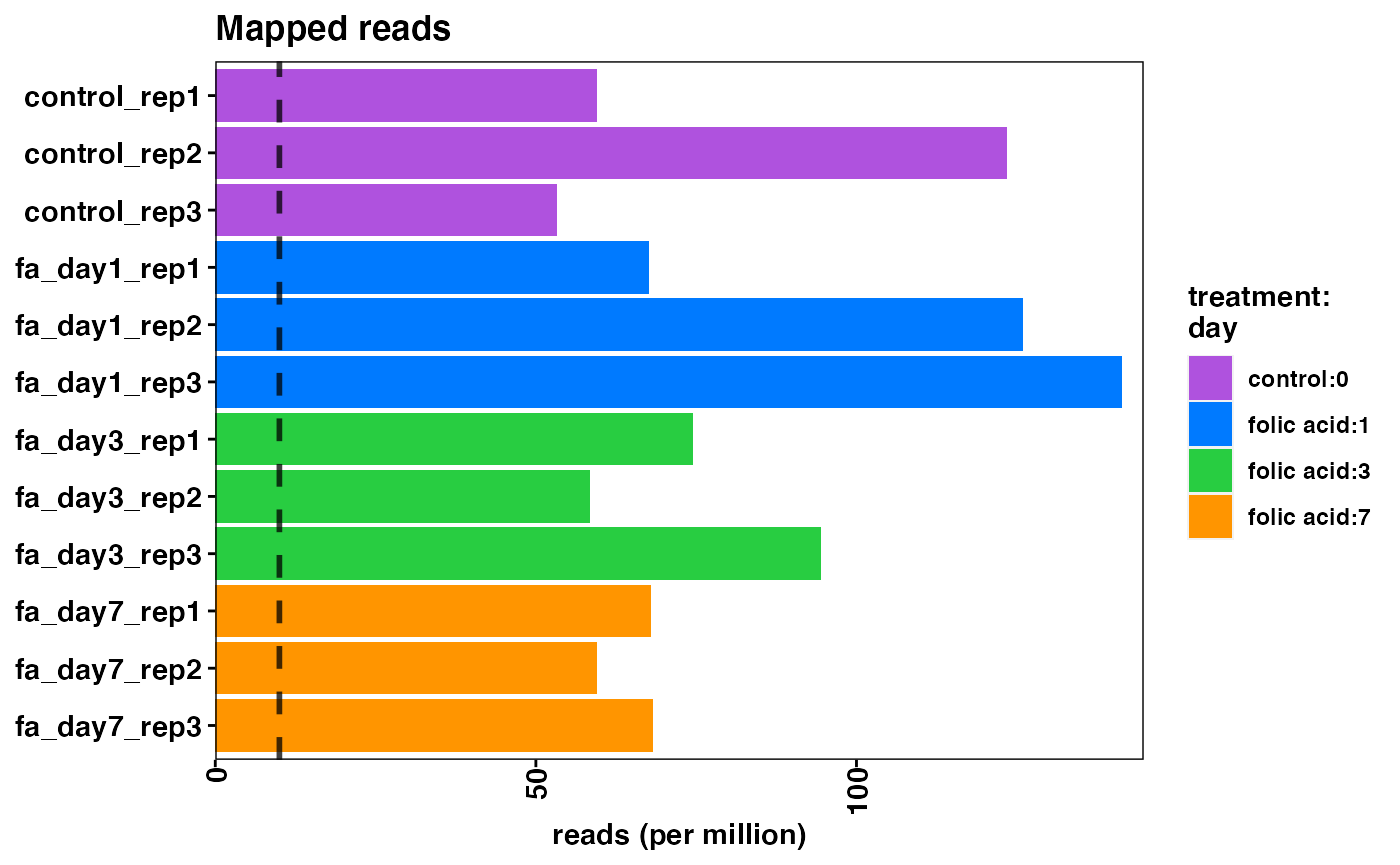 Mapped reads
control_rep1
control_rep2
control_rep3
fa_day1_rep1
fa_day1_rep2
fa_day1_rep3
fa_day3_rep1
fa_day3_rep2
fa_day3_rep3
fa_day7_rep1
fa_day7_rep2
fa_day7_rep3
0
50
100
reads (per million)
treatment:
day
control:0
folic acid:1
folic acid:3
folic acid:7